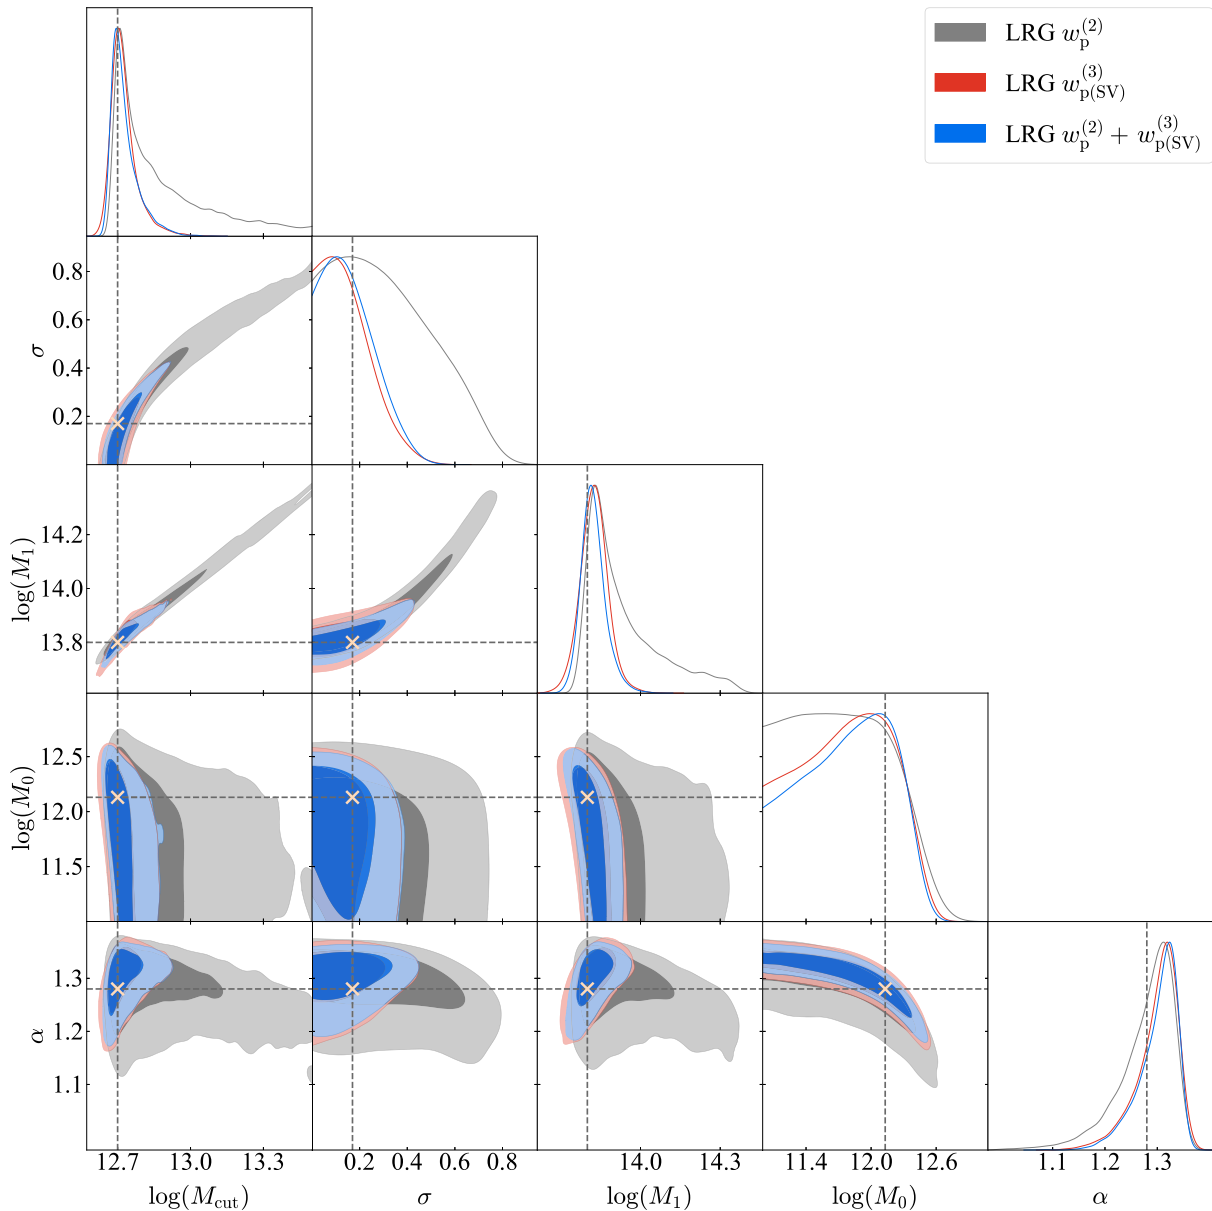 LRG w_p^(2)
LRG w_p(SV)^(3)
LRG w_p^(2) + w_p(SV)^(3)
σ
0.8
0.6
0.4
0.2
log(M_1)
14.2
14.0
13.8
log(M_0)
12.5
12.0
11.5
α
1.3
1.2
1.1
12.7 13.0 13.3
0.2 0.4 0.6 0.8
14.0 14.3
11.4 12.0 12.6
1.1 1.2 1.3
log(M_cut)
σ
log(M_1)
log(M_0)
α